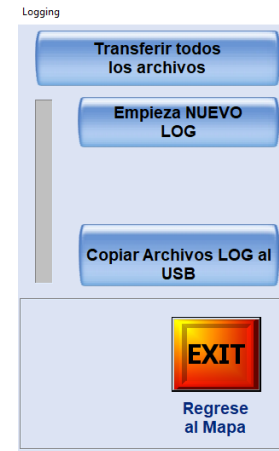 Logging
Transferir todos
los archivos
Empieza NUEVO
LOG
Copiar Archivos LOG al
USB
EXIT
Regrese
al Mapa